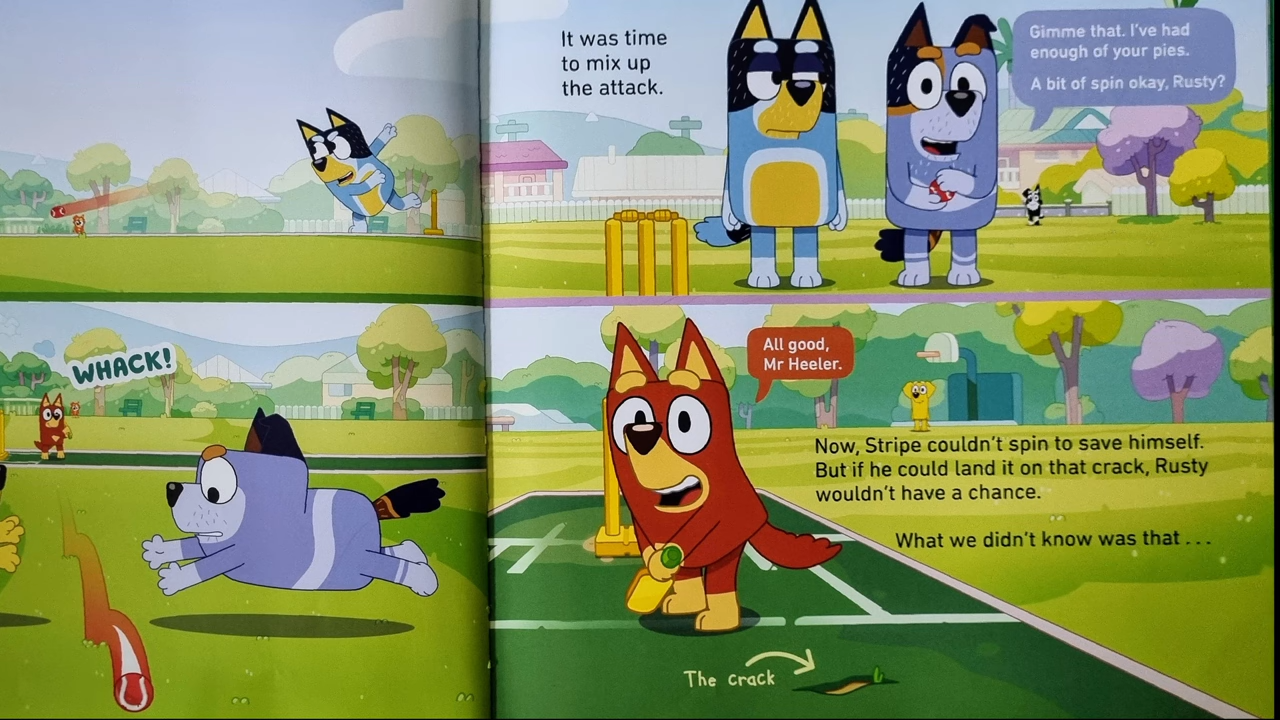 WHACK!
It was time
to mix up
the attack.
Gimme that. I've had
enough of your pies.
A bit of spin okay, Rusty?
All good,
Mr Heeler.
Now, Stripe couldn't spin to save himself.
But if he could land it on that crack, Rusty
wouldn't have a chance.
What we didn't know was that . . .
The crack